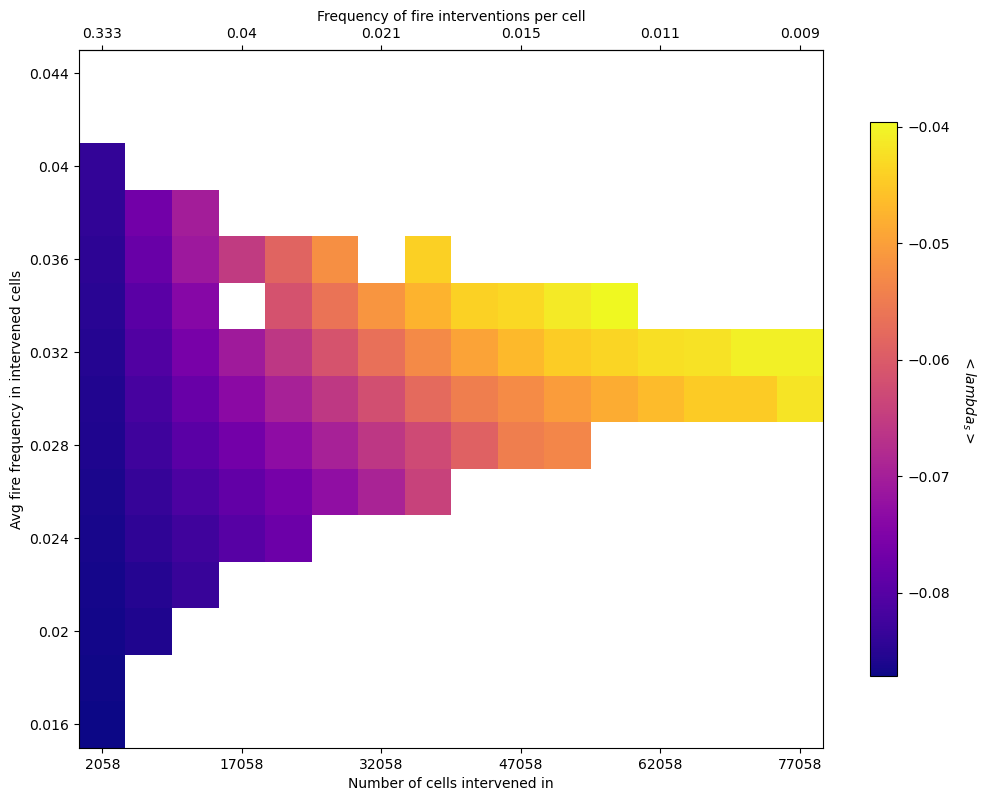 Frequency of fire interventions per cell
0.333 0.04 0.021 0.015 0.011 0.009
0.044
0.04
0.036
0.032
0.028
0.024
0.02
0.016
Avg fire frequency in intervened cells
2058 17058 32058 47058 62058 77058
Number of cells intervened in
−0.04
−0.05
−0.06
−0.07
−0.08
< lambda_s >